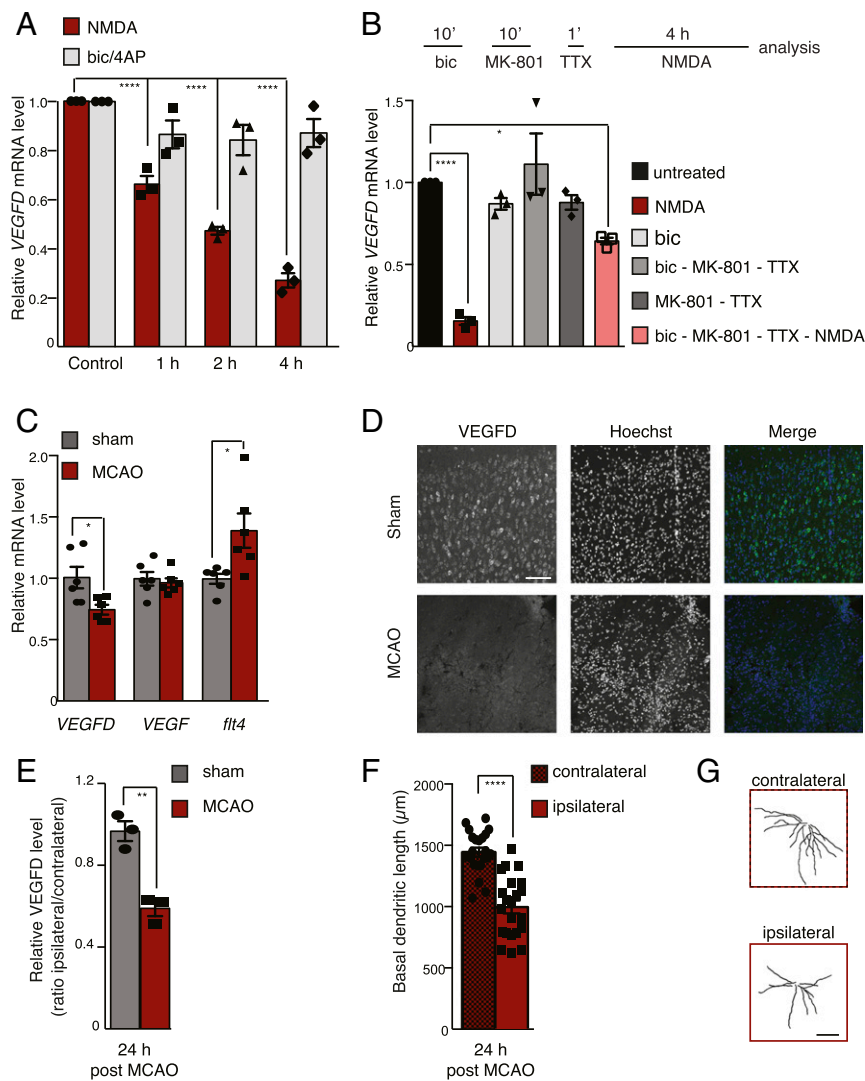 A
NMDA
bic/4AP
Relative VEGFD mRNA level
1.0
0.8
0.6
0.4
0.2
0
**** **** ****
Control 1 h 2 h 4 h
B
10' 10' 1' 4 h
bic MK-801 TTX NMDA analysis
Relative VEGFD mRNA level
1.5
1.0
0.5
0
****
*
untreated
NMDA
bic
bic - MK-801 - TTX
MK-801 - TTX
bic - MK-801 - TTX - NMDA
C
sham
MCAO
Relative mRNA level
2.0
1.5
1.0
0.5
0
*
*
VEGFD VEGF flt4
D
VEGFD Hoechst Merge
Sham
MCAO
E
sham
MCAO
Relative VEGFD level
(ratio ipsilateral/contralateral)
1.2
0.8
0.4
0
**
24 h
post MCAO
F
contralateral
ipsilateral
Basal dendritic length (µm)
2000
1500
1000
500
0
****
24 h
post MCAO
G
contralateral
ipsilateral